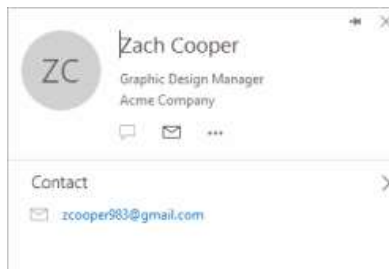 ZC
Zach Cooper
Graphic Design Manager
Acme Company
Contact
zcooper983@gmail.com